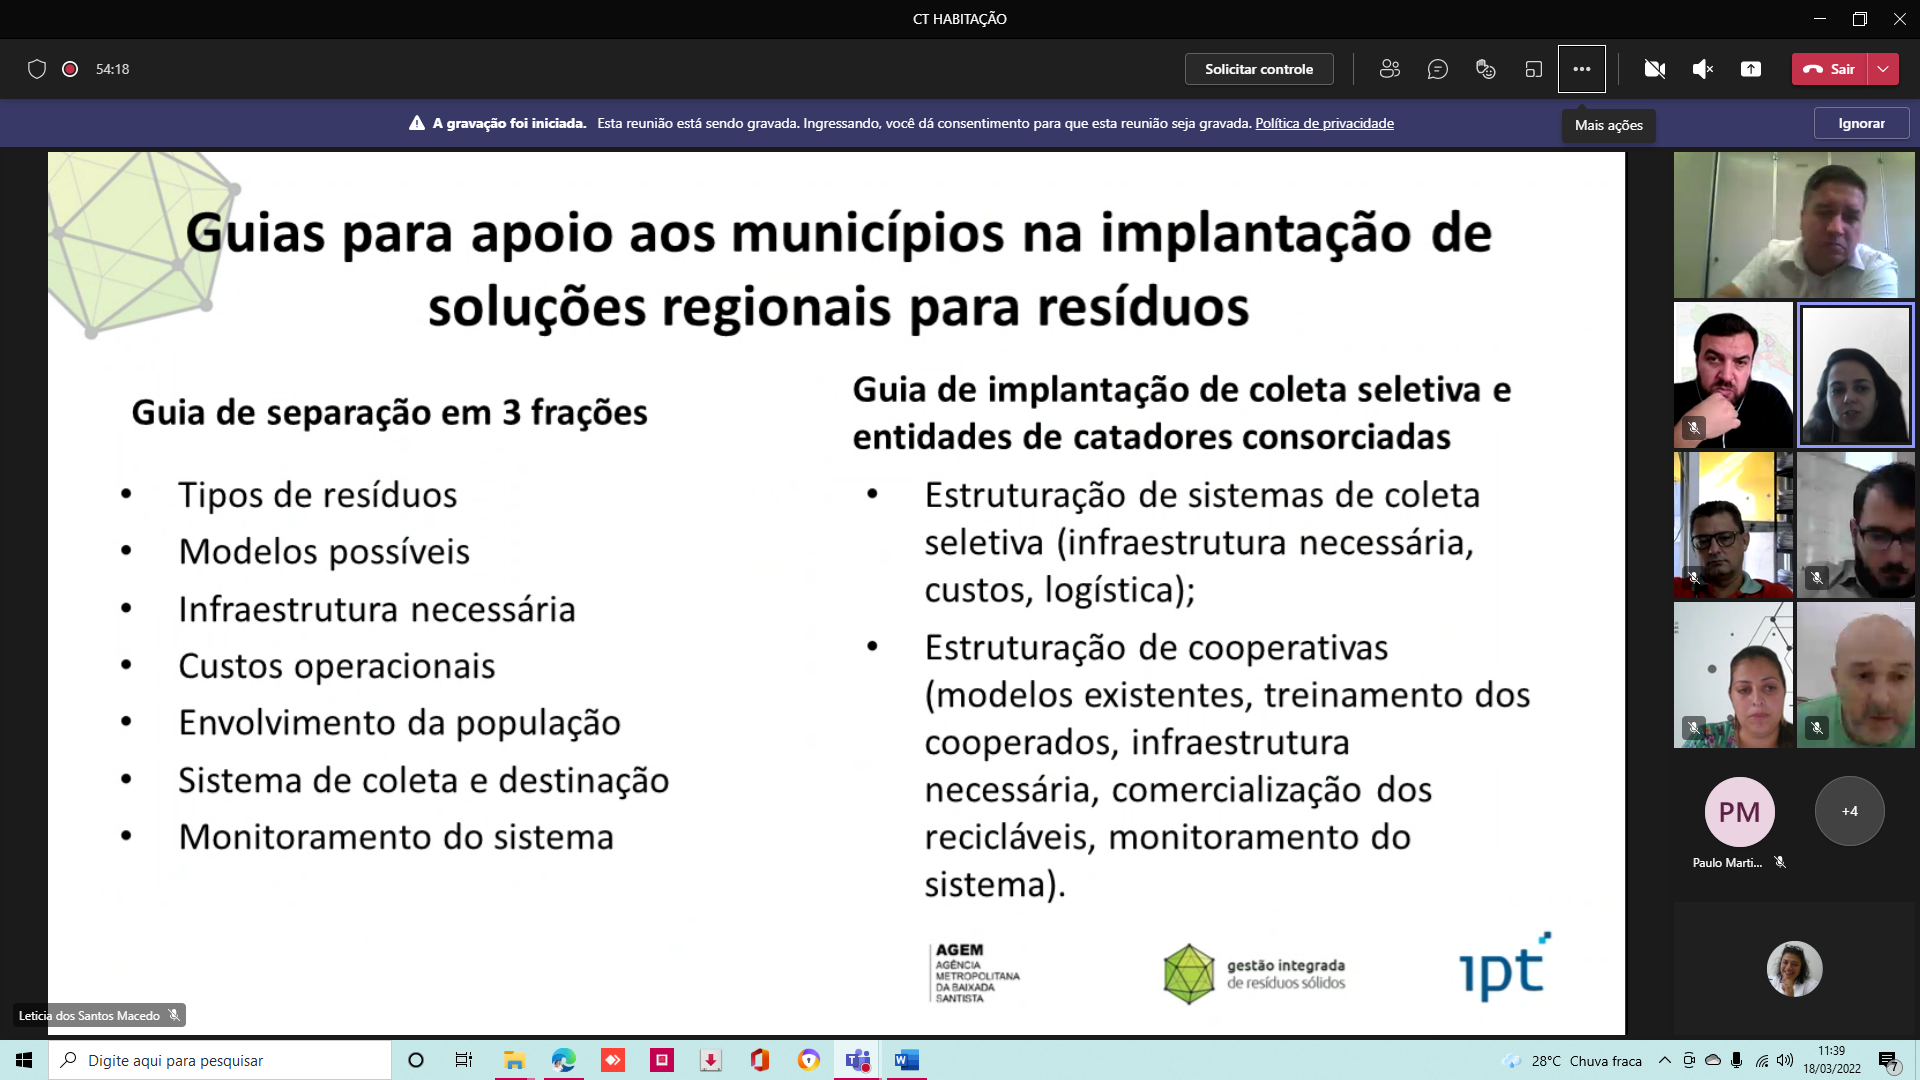 CT HABITAÇÃO
54:18
Solicitar controle
Sair
A gravação foi iniciada. Esta reunião está sendo gravada. Ingressando, você dá consentimento para que esta reunião seja gravada. Política de privacidade
Mais ações
Ignorar
Guias para apoio aos municípios na implantação de
soluções regionais para resíduos
Guia de separação em 3 frações
• Tipos de resíduos
• Modelos possíveis
• Infraestrutura necessária
• Custos operacionais
• Envolvimento da população
• Sistema de coleta e destinação
• Monitoramento do sistema
Guia de implantação de coleta seletiva e
entidades de catadores consorciadas
• Estruturação de sistemas de coleta
seletiva (infraestrutura necessária,
custos, logística);
• Estruturação de cooperativas
(modelos existentes, treinamento dos
cooperados, infraestrutura
necessária, comercialização dos
recicláveis, monitoramento do
sistema).
AGEM
AGÊNCIA
METROPOLITANA
DA BAIXADA
SANTISTA
gestão integrada
de resíduos sólidos
ipt
Leticia dos Santos Macedo
PM
+4
Paulo Marti...
Digite aqui para pesquisar
28°C Chuva fraca
11:39
18/03/2022
7